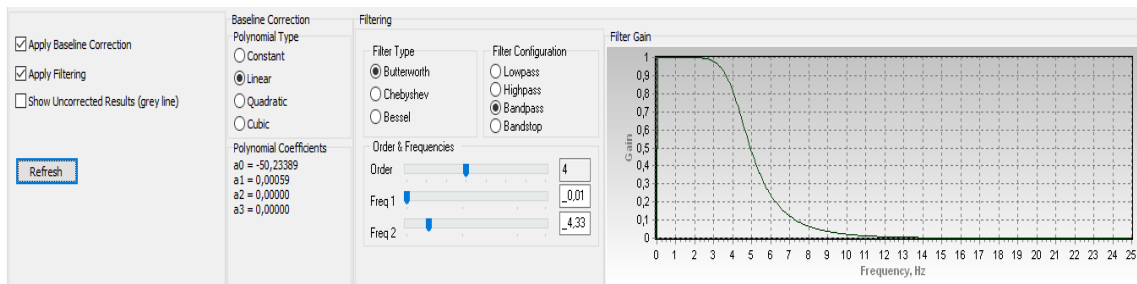 Apply Baseline Correction
Apply Filtering
Show Uncorrected Results (grey line)
Refresh
Baseline Correction
Polynomial Type
Constant
Linear
Quadratic
Cubic
Polynomial Coefficients
a0 = -50,23389
a1 = 0,00059
a2 = 0,00000
a3 = 0,00000
Filtering
Filter Type
Butterworth
Chebyshev
Bessel
Filter Configuration
Lowpass
Highpass
Bandpass
Bandstop
Order & Frequencies
Order 4
Freq 1 _0,01
Freq 2 _4,33
Filter Gain
1
0,9
0,8
0,7
0,6
0,5
0,4
0,3
0,2
0,1
0
Gain
0 1 2 3 4 5 6 7 8 9 10 11 12 13 14 15 16 17 18 19 20 21 22 23 24 25
Frequency, Hz